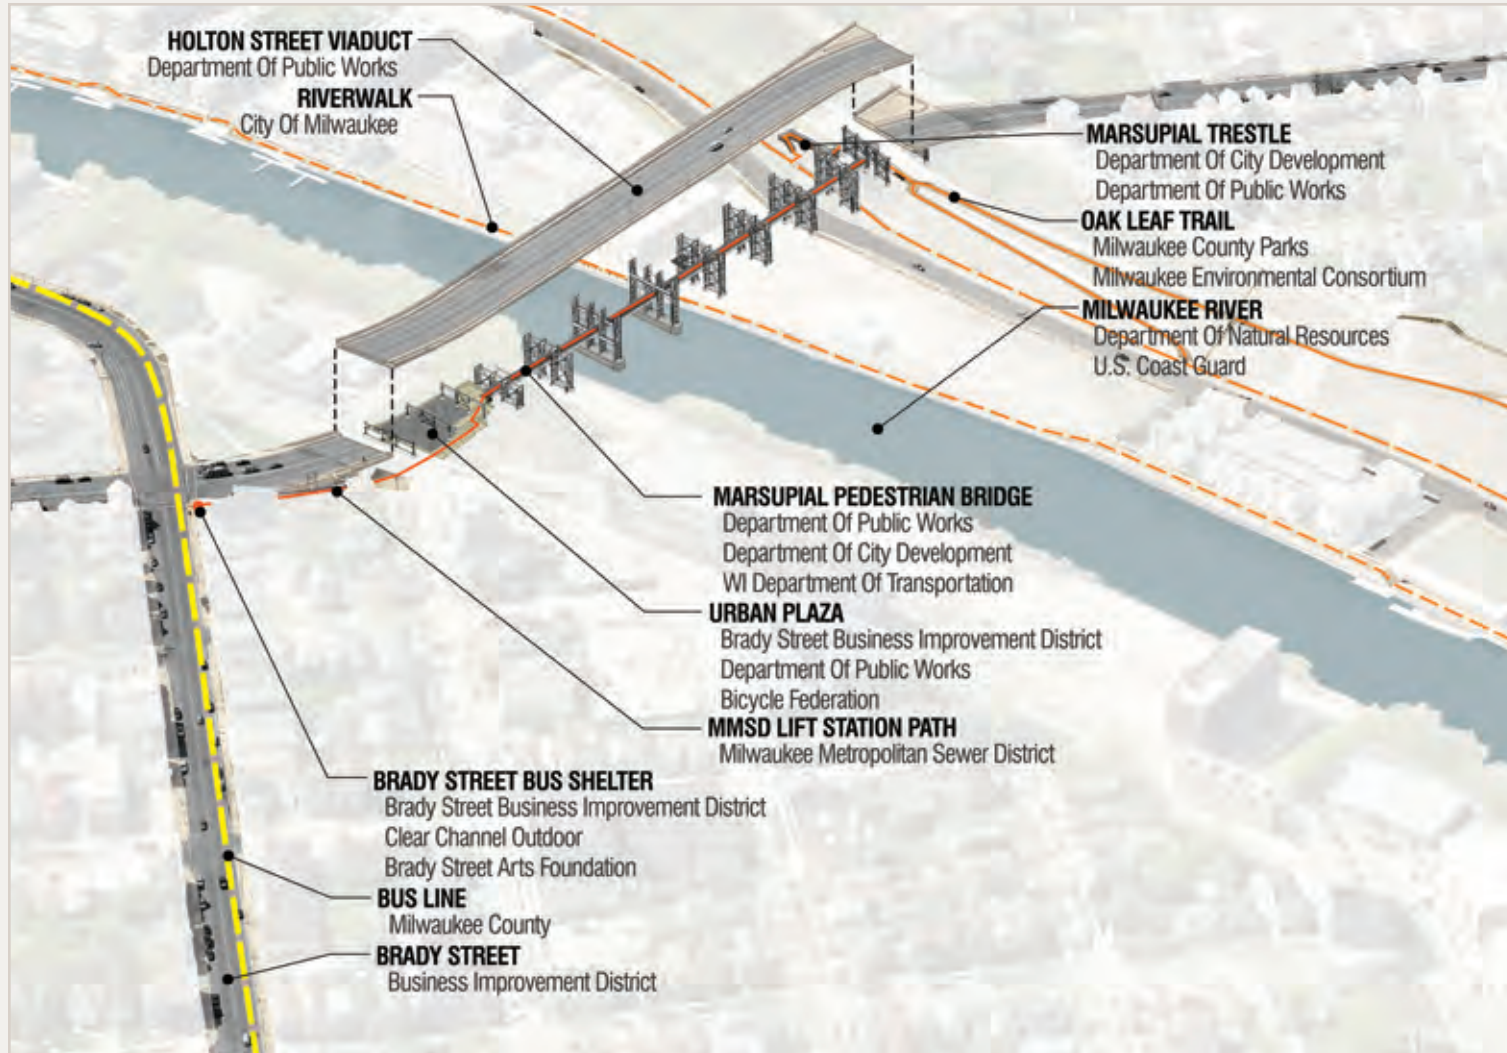 HOLTON STREET VIADUCT
Department Of Public Works
RIVERWALK
City Of Milwaukee
MARSUPIAL TRESTLE
Department Of City Development
Department Of Public Works
OAK LEAF TRAIL
Milwaukee County Parks
Milwaukee Environmental Consortium
MILWAUKEE RIVER
Department Of Natural Resources
U.S. Coast Guard
MARSUPIAL PEDESTRIAN BRIDGE
Department Of Public Works
Department Of City Development
WI Department Of Transportation
URBAN PLAZA
Brady Street Business Improvement District
Department Of Public Works
Bicycle Federation
MMSD LIFT STATION PATH
Milwaukee Metropolitan Sewer District
BRADY STREET BUS SHELTER
Brady Street Business Improvement District
Clear Channel Outdoor
Brady Street Arts Foundation
BUS LINE
Milwaukee County
BRADY STREET
Business Improvement District